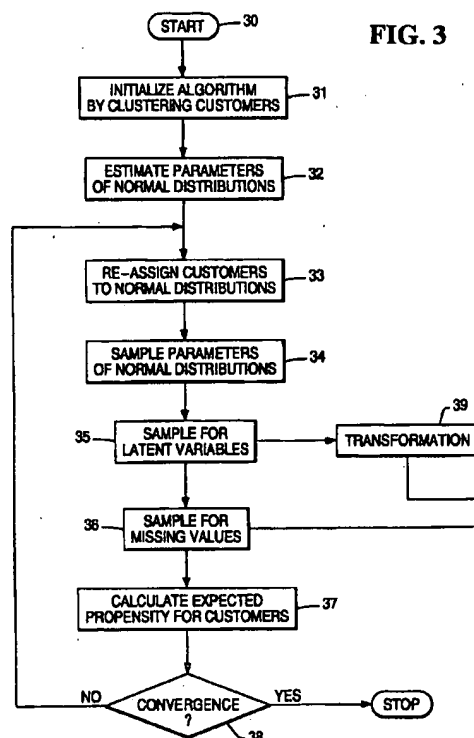 START
30
FIG. 3
INITIALIZE ALGORITHM
BY CLUSTERING CUSTOMERS
31
ESTIMATE PARAMETERS
OF NORMAL DISTRIBUTIONS
32
RE-ASSIGN CUSTOMERS
TO NORMAL DISTRIBUTIONS
33
SAMPLE PARAMETERS
OF NORMAL DISTRIBUTIONS
34
35
SAMPLE FOR
LATENT VARIABLES
39
TRANSFORMATION
36
SAMPLE FOR
MISSING VALUES
CALCULATE EXPECTED
PROPENSITY FOR CUSTOMERS
37
NO
CONVERGENCE
?
YES
STOP
38